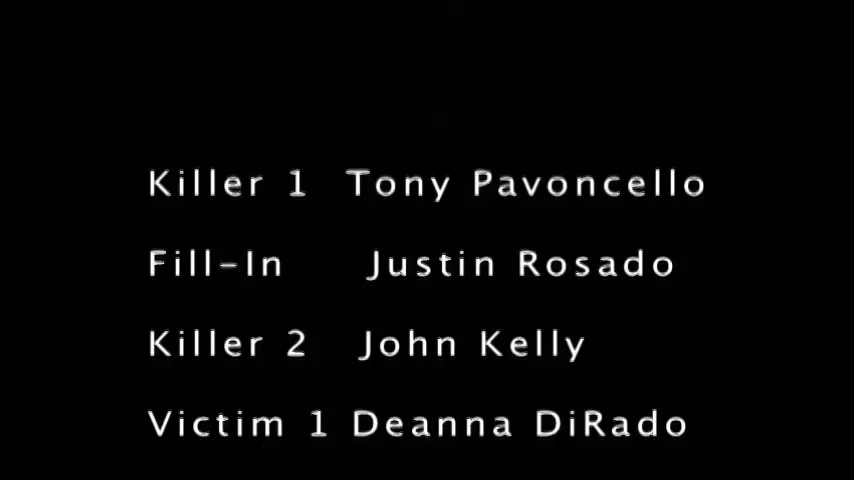 Killer 1 Tony Pavoncello
Fill-In Justin Rosado
Killer 2 John Kelly
Victim 1 Deanna DiRado